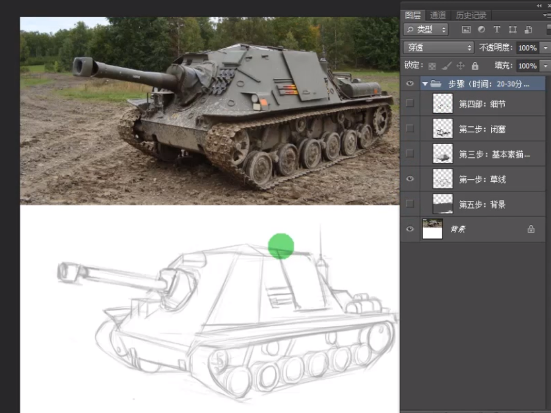 图层 通道 历史记录
类型
穿透 不透明度: 100%
锁定: 填充: 100%
步骤（时间：20-30分...
第四部：细节
第二步：闭塞
第三步：基本素描...
第一步：草线
第五步：背景
背景